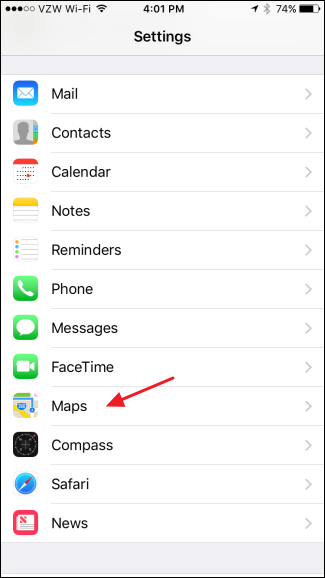 VZW Wi-Fi 4:01 PM 74%
Settings
Mail
Contacts
Calendar
Notes
Reminders
Phone
Messages
FaceTime
Maps
Compass
Safari
News